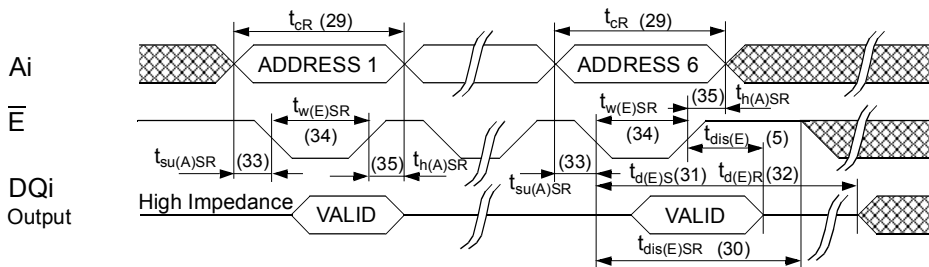 t_cR (29) t_cR (29)
Ai ADDRESS 1 ADDRESS 6
t_w(E)SR t_w(E)SR (35) t_h(A)SR
E̅ (34) (34) t_dis(E) (5)
t_su(A)SR (33) (35) t_h(A)SR (33)
t_su(A)SR t_d(E)S (31) t_d(E)R (32)
DQi
Output High Impedance VALID VALID
t_dis(E)SR (30)